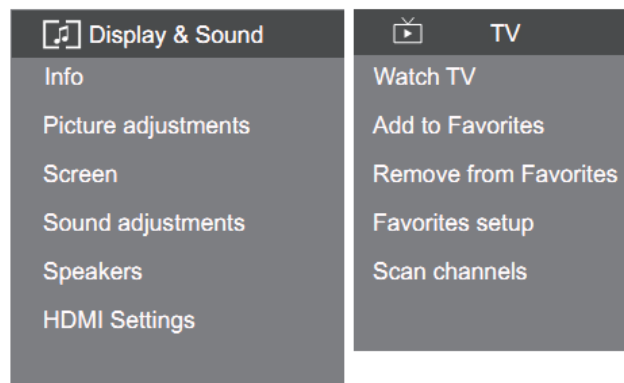 Display & Sound
Info
Picture adjustments
Screen
Sound adjustments
Speakers
HDMI Settings
TV
Watch TV
Add to Favorites
Remove from Favorites
Favorites setup
Scan channels